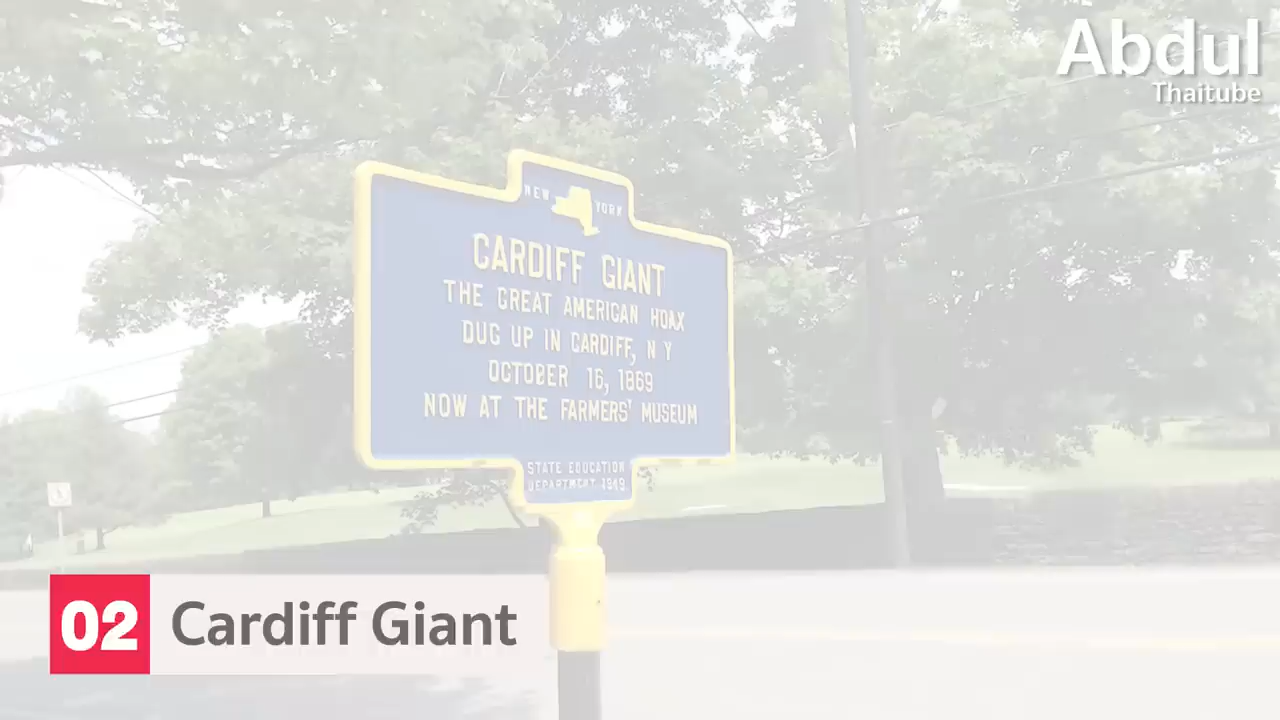 Abdul
Thaitube
NEW YORK
CARDIFF GIANT
THE GREAT AMERICAN HOAX
DUG UP IN CARDIFF, N Y
OCTOBER 16, 1869
NOW AT THE FARMERS' MUSEUM
STATE EDUCATION
DEPARTMENT 1949
02 Cardiff Giant